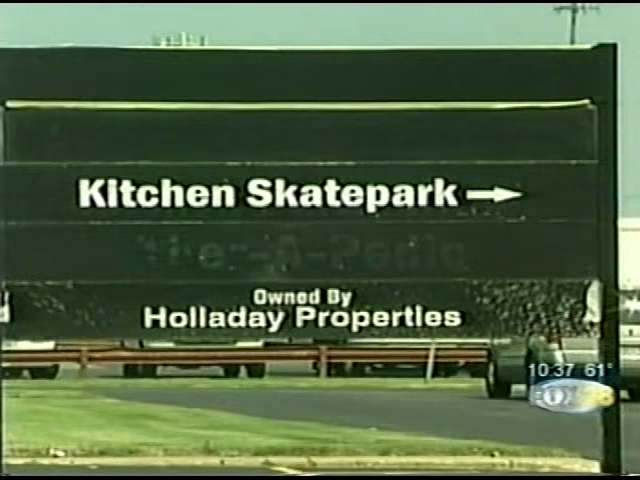 Kitchen Skatepark →
Owned By
Holladay Properties
10:37 61°